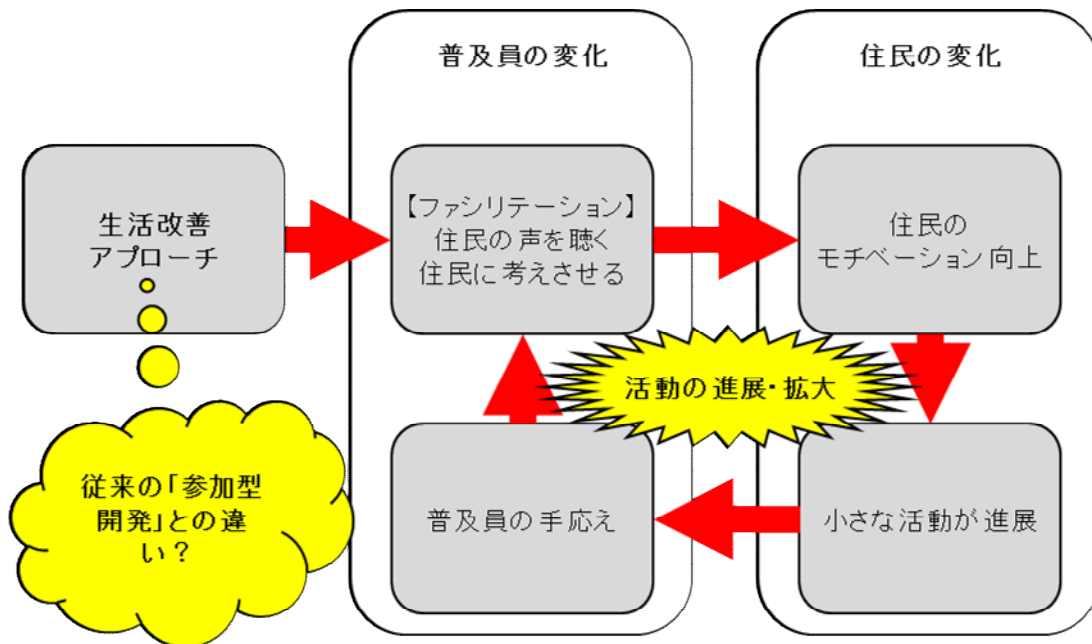 普及員の変化
住民の変化
生活改善
アプローチ
【ファシリテーション】
住民の声を聴く
住民に考えさせる
住民の
モチベーション向上
活動の進展・拡大
従来の「参加型
開発」との違
い？
普及員の手応え
小さな活動が進展